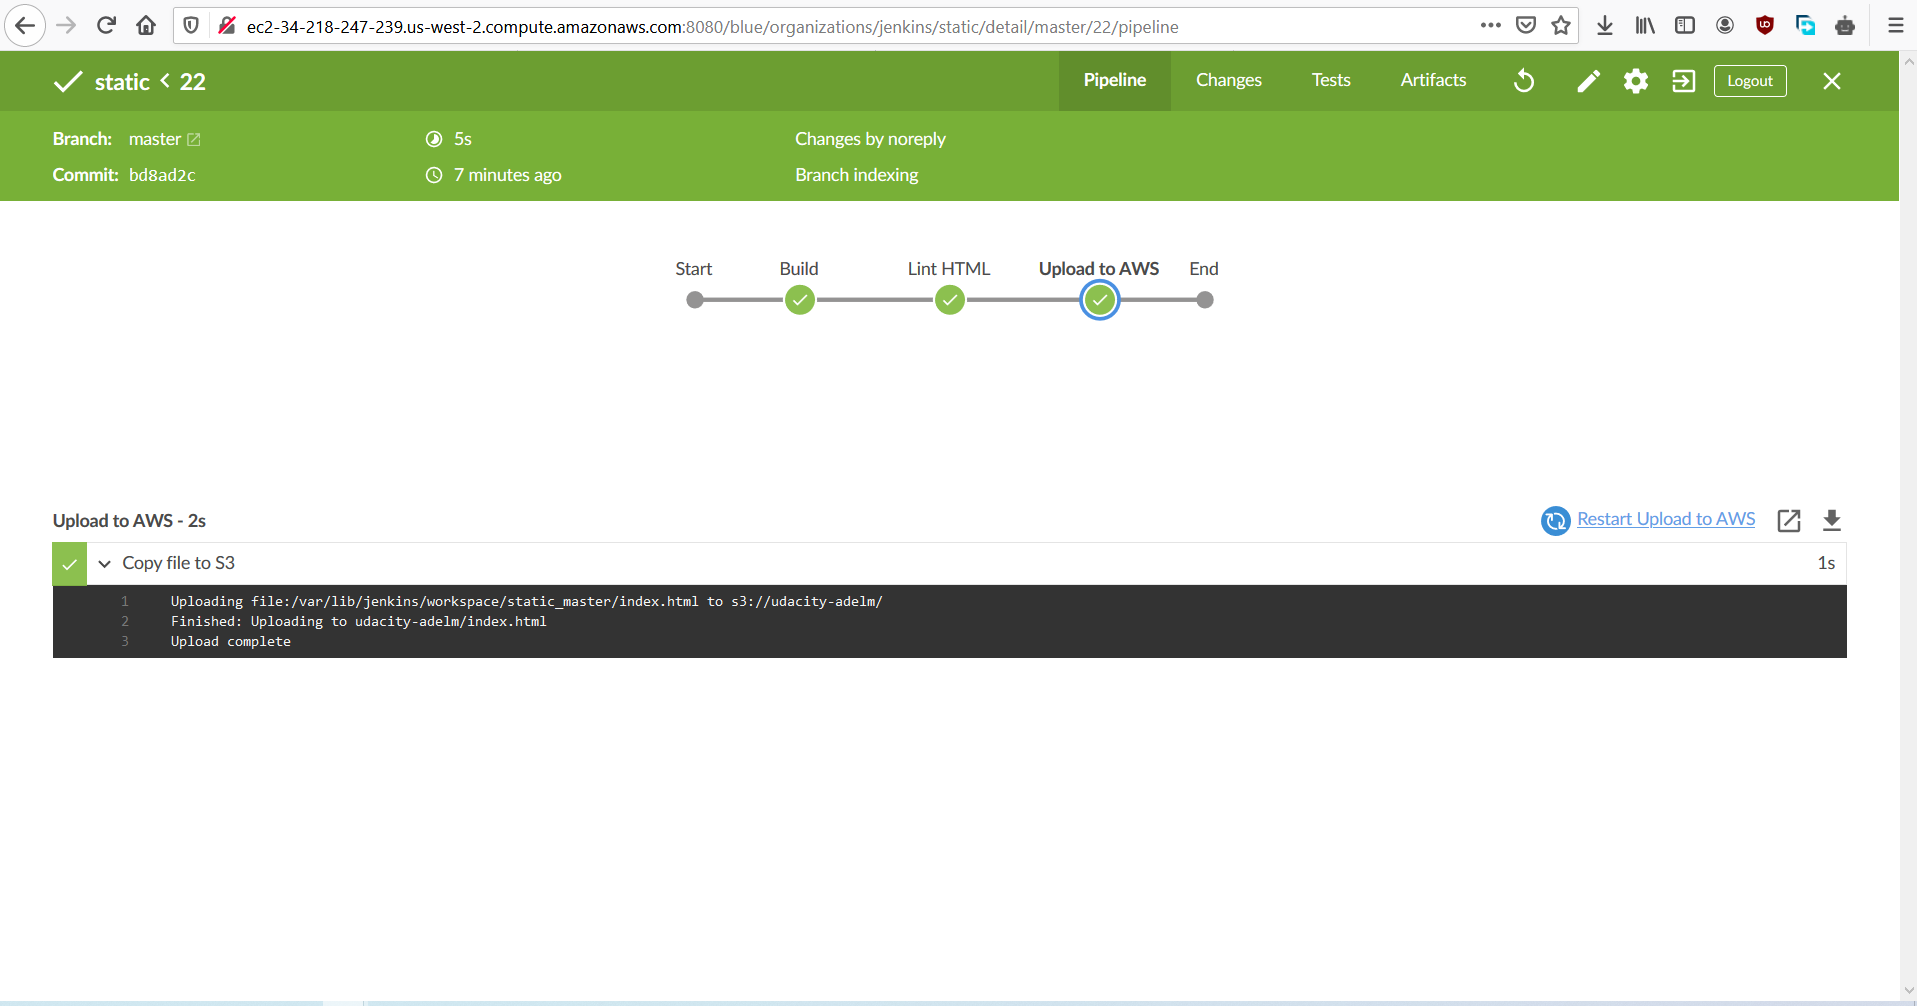 ec2-34-218-247-239.us-west-2.compute.amazonaws.com:8080/blue/organizations/jenkins/static/detail/master/22/pipeline
static < 22
Pipeline Changes Tests Artifacts Logout
Branch: master 5s Changes by noreply
Commit: bd8ad2c 7 minutes ago Branch indexing
Start Build Lint HTML Upload to AWS End
Upload to AWS - 2s Restart Upload to AWS
Copy file to S3 1s
1 Uploading file:/var/lib/jenkins/workspace/static_master/index.html to s3://udacity-adelm/
2 Finished: Uploading to udacity-adelm/index.html
3 Upload complete